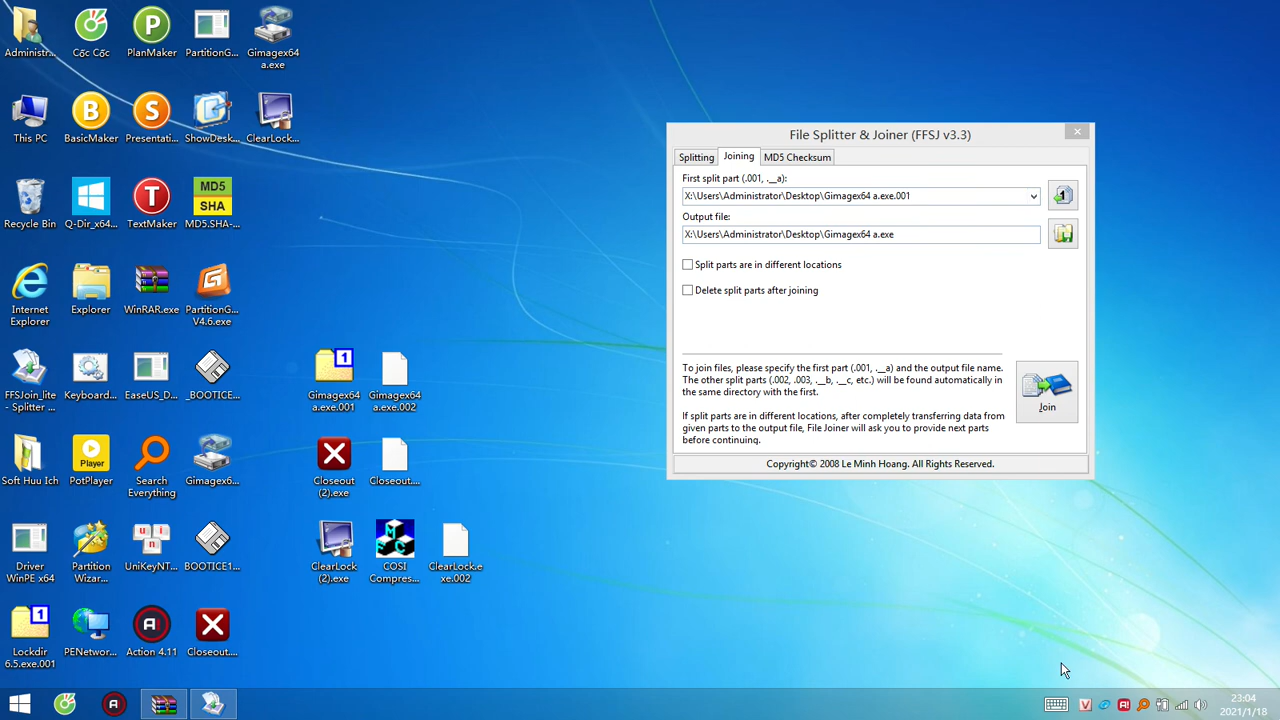 Administr...
Cốc Cốc
PlanMaker
PartitionG...
Gimagex64
a.exe
This PC
BasicMaker
Presentati...
ShowDesk...
ClearLock...
Recycle Bin
Q-Dir_x64...
TextMaker
MD5
SHA
MD5.SHA-...
Internet
Explorer
Explorer
WinRAR.exe
PartitionG...
V4.6.exe
FFSJoin_lite
- Splitter ...
Keyboard...
EaseUS_D...
_BOOTICE...
Gimagex64
a.exe.001
Gimagex64
a.exe.002
Soft Huu Ich
Player
PotPlayer
Search
Everything
Gimagex6...
Closeout
(2).exe
Closeout....
Driver
WinPE x64
Partition
Wizar...
UniKeyNT...
BOOTICE1...
ClearLock
(2).exe
COSI
Compres...
ClearLock.e
xe.002
Lockdir
6.5.exe.001
PENetwor...
Action 4.11
Closeout....
File Splitter & Joiner (FFSJ v3.3)
Splitting
Joining
MD5 Checksum
First split part (.001, .__a):
X:\Users\Administrator\Desktop\Gimagex64 a.exe.001
Output file:
X:\Users\Administrator\Desktop\Gimagex64 a.exe
Split parts are in different locations
Delete split parts after joining
To join files, please specify the first part (.001, .__a) and the output file name.
The other split parts (.002, .003, .__b, .__c, etc.) will be found automatically in
the same directory with the first.
If split parts are in different locations, after completely transferring data from
given parts to the output file, File Joiner will ask you to provide next parts
before continuing.
Join
Copyright© 2008 Le Minh Hoang. All Rights Reserved.
23:04
2021/1/18